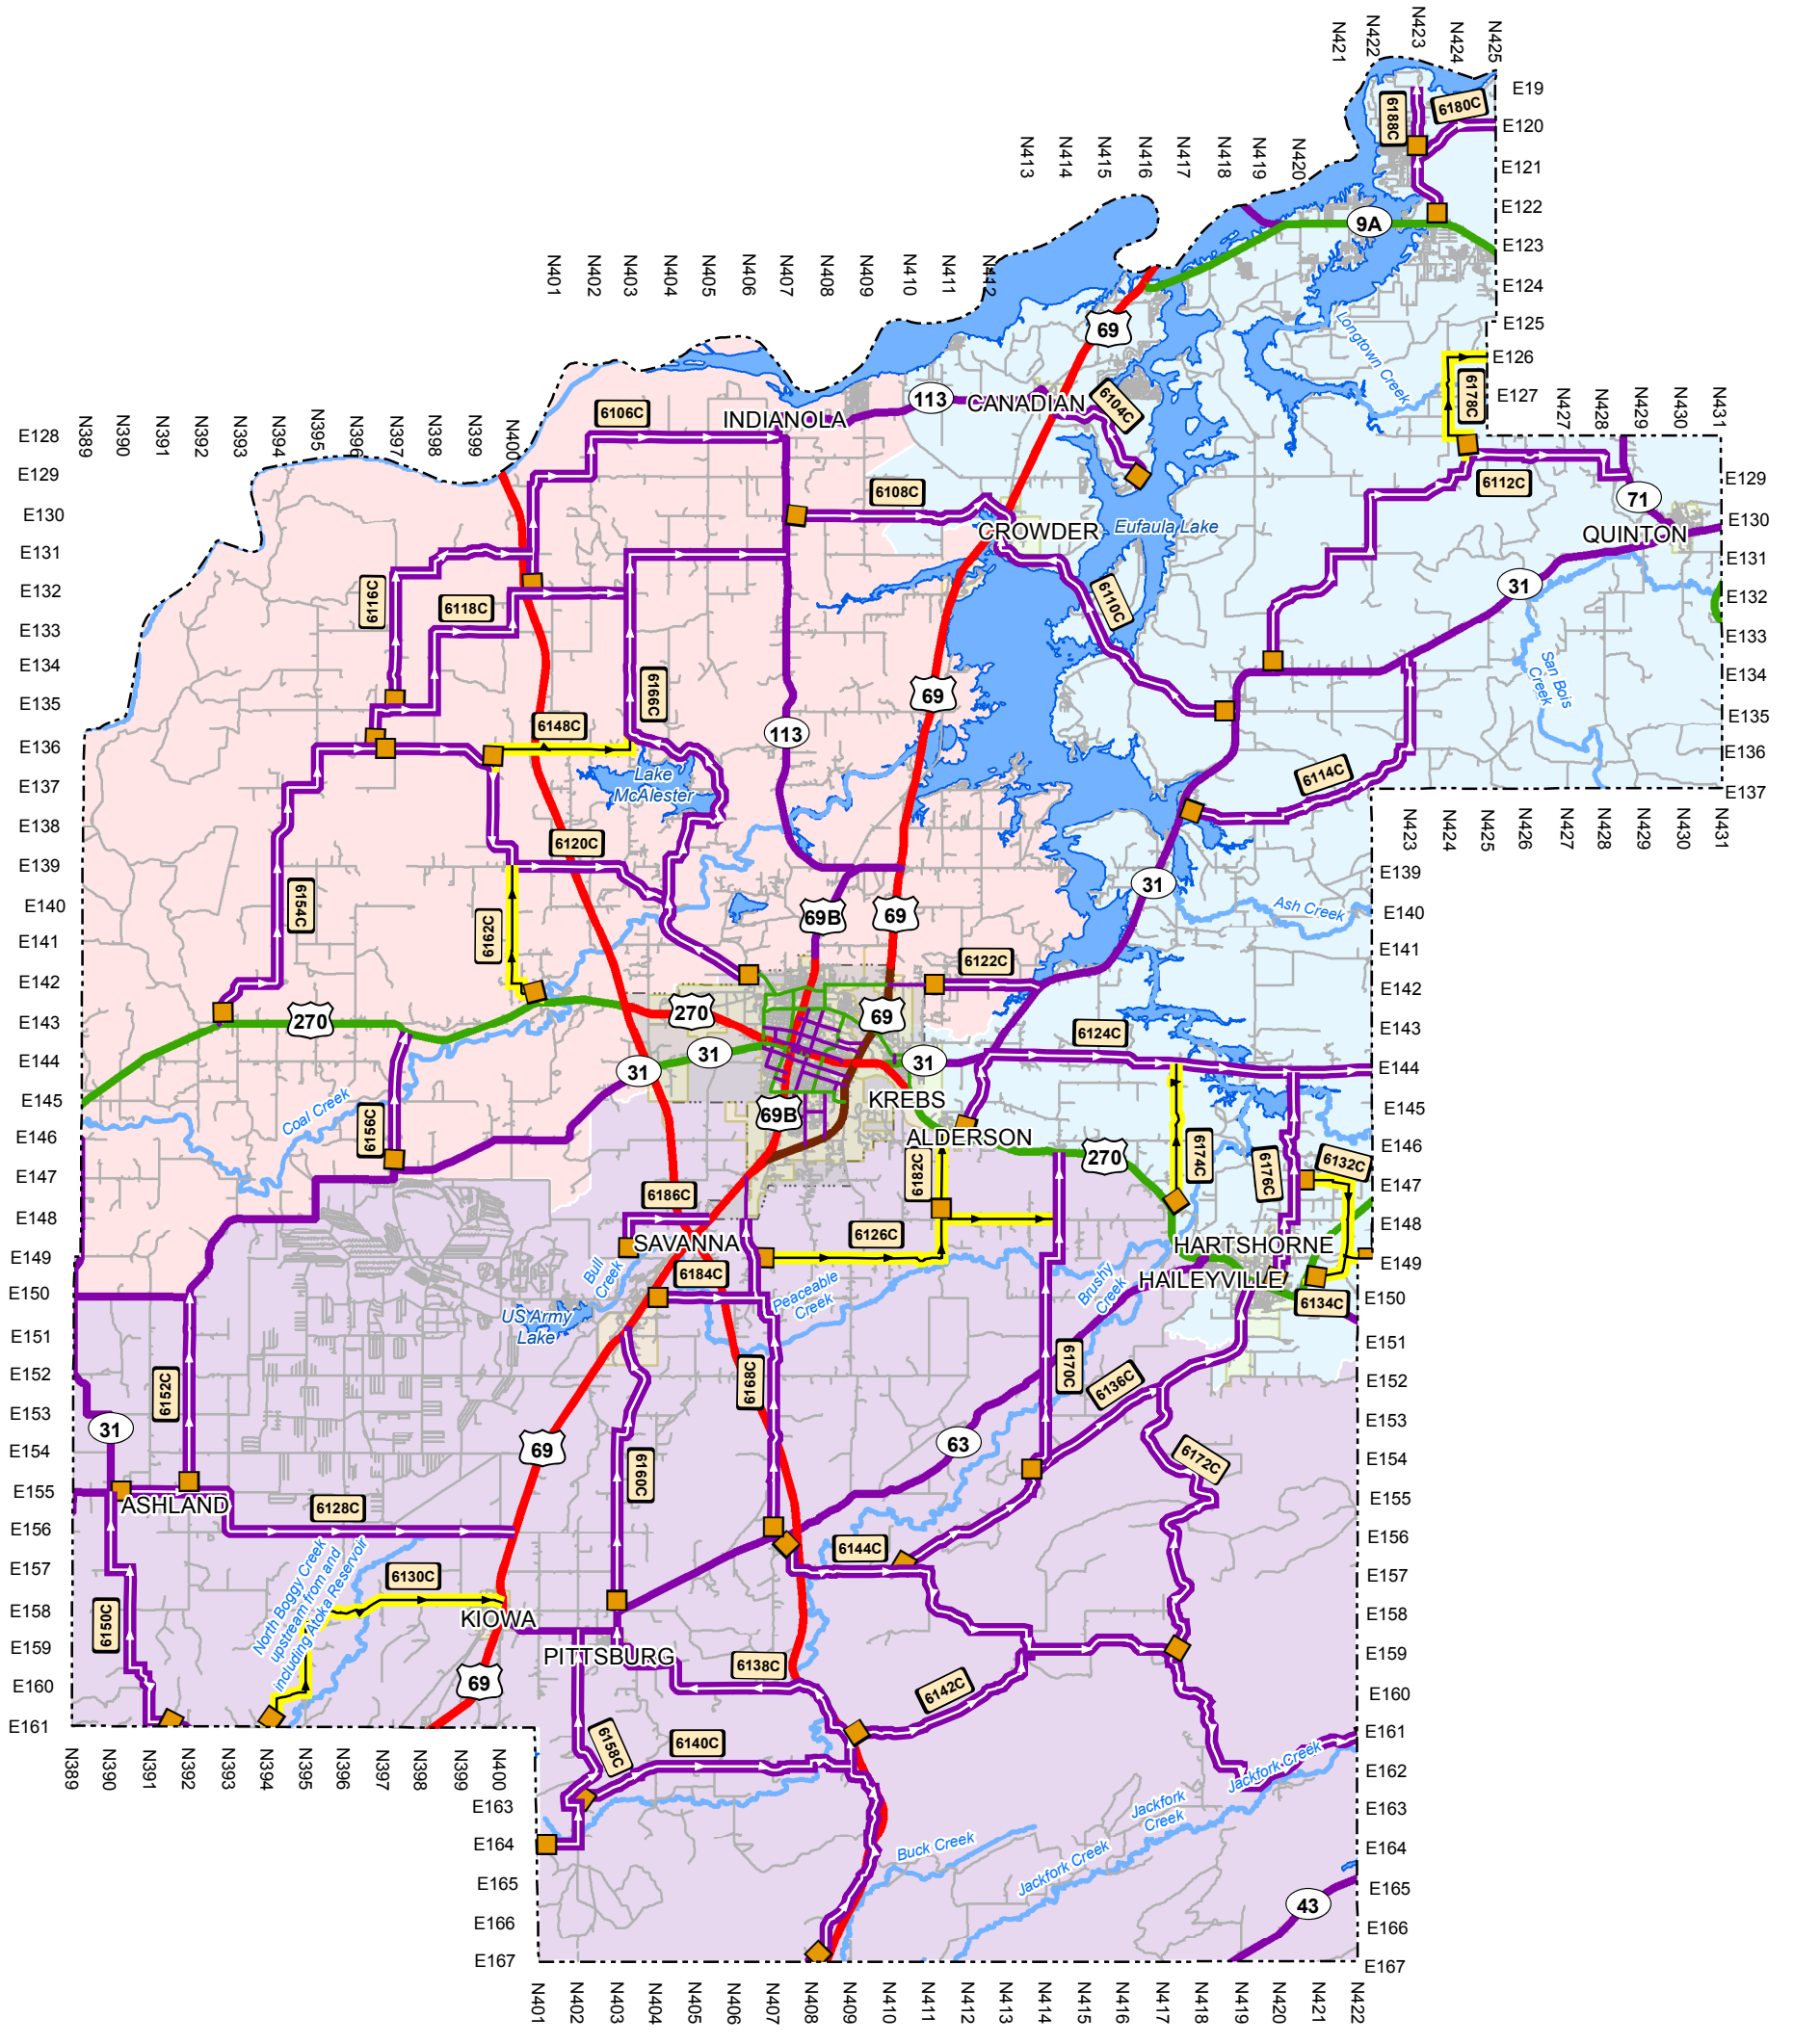 N421
N422
N423
N424
N425
E19
E120
E121
E122
E123
E124
E125
E126
E127
6188C
6180C
9A
N413
N414
N415
N416
N417
N418
N419
N420
N401
N402
N403
N404
N405
N406
N407
N408
N409
N410
N411
N412
69
Longtown Creek
6178C
N427
N428
N429
N430
N431
N389
N390
N391
N392
N393
N394
N395
N396
N397
N398
N399
N400
E128
E129
E130
E131
E132
E133
E134
E135
E136
E137
E138
E139
E140
E141
E142
E143
E144
E145
E146
E147
E148
E149
E150
E151
E152
E153
E154
E155
E156
E157
E158
E159
E160
E161
6106C
INDIANOLA
113
CANADIAN
6104C
6108C
CROWDER
Eufaula Lake
6112C
71
QUINTON
31
E129
E130
E131
E132
E133
E134
E135
E136
E137
6116C
6118C
6110C
6166C
6148C
69
113
San Bois
Creek
Lake
McAlester
6114C
N423
N424
N425
N426
N427
N428
N429
N430
N431
6120C
6154C
6162C
69B
69
31
Ash Creek
6122C
E139
E140
E141
E142
E143
E144
E145
E146
E147
E148
E149
E150
E151
E152
E153
E154
E155
E156
E157
E158
E159
E160
E161
E162
E163
E164
E165
E166
E167
270
270
69
31
31
31
6124C
KREBS
69B
Coal Creek
6156C
ALDERSON
270
6182C
6174C
6176C
6132C
6186C
SAVANNA
6126C
HARTSHORNE
HAILEYVILLE
6134C
6184C
Bull
Creek
US Army
Lake
Peaceable
Creek
Brushy
Creek
6152C
31
69
6168C
6170C
6136C
63
6172C
6160C
ASHLAND
6128C
6144C
North Boggy Creek
upstream from and
including Atoka Reservoir
6130C
6150C
KIOWA
PITTSBURG
69
6138C
6142C
6158C
6140C
N389
N390
N391
N392
N393
N394
N395
N396
N397
N398
N399
N400
E163
E164
E165
E166
E167
Jackfork Creek
Jackfork
Creek
Buck Creek
Jackfork Creek
43
N401
N402
N403
N404
N405
N406
N407
N408
N409
N410
N411
N412
N413
N414
N415
N416
N417
N418
N419
N420
N421
N422